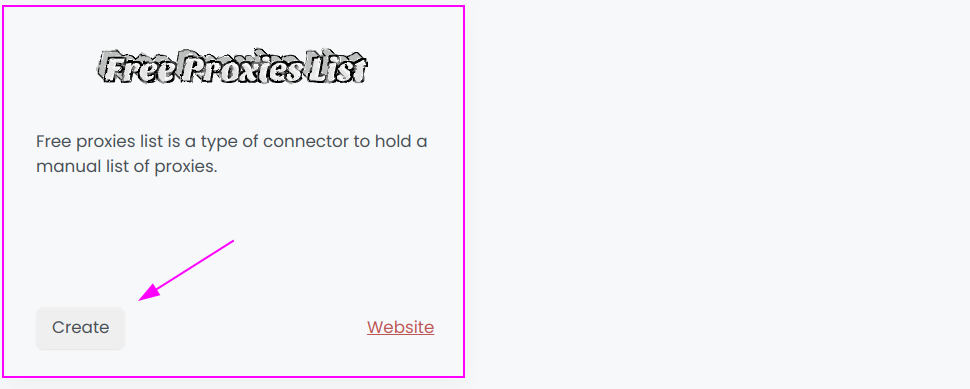 Free Proxies List
Free proxies list is a type of connector to hold a
manual list of proxies.
Create
Website